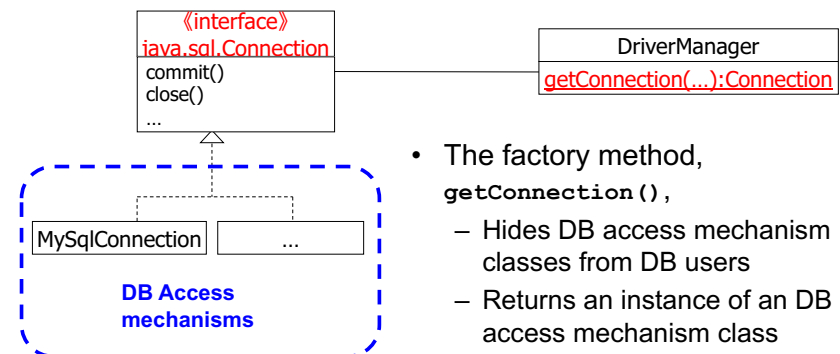 《interface》
java.sql.Connection
commit()
close()
...
DriverManager
getConnection(...):Connection
MySqlConnection
...
DB Access
mechanisms
• The factory method,
getConnection(),
– Hides DB access mechanism
classes from DB users
– Returns an instance of an DB
access mechanism class